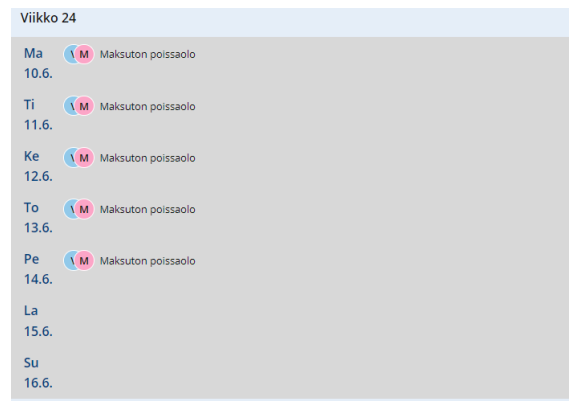 Viikko 24
Ma M Maksuton poissaolo
10.6.
Ti M Maksuton poissaolo
11.6.
Ke M Maksuton poissaolo
12.6.
To M Maksuton poissaolo
13.6.
Pe M Maksuton poissaolo
14.6.
La
15.6.
Su
16.6.